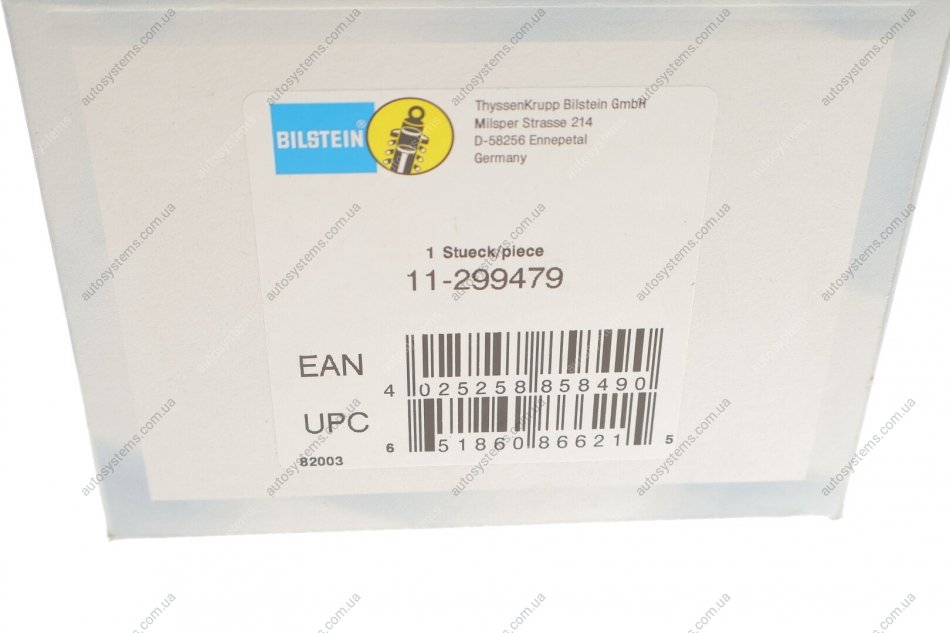 BILSTEIN®
ThyssenKrupp Bilstein GmbH
Milsper Strasse 214
D-58256 Ennepetal
Germany
1 Stueck/piece
11-299479
EAN
4 025258 858490
UPC
6 51860 86621 5
82003
autosystems.com.ua